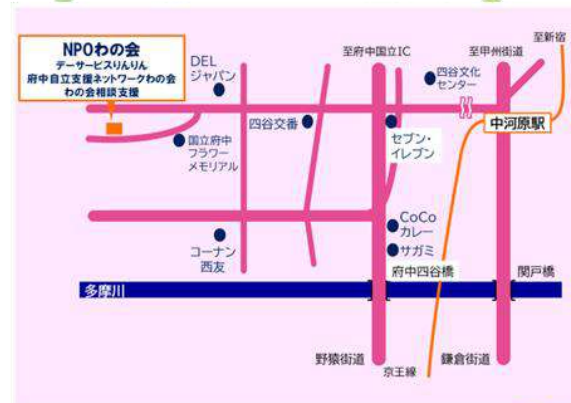 NPOわの会
デーサービスりんりん
府中自立支援ネットワークわの会
わの会相談支援
DEL
ジャパン
至府中国立IC
至甲州街道
至新宿
四谷文化
センター
四谷交番
セブン・
イレブン
中河原駅
国立府中
フラワー
メモリアル
コーナン
西友
CoCo
カレー
サガミ
府中四谷橋
関戸橋
多摩川
野猿街道
京王線
鎌倉街道